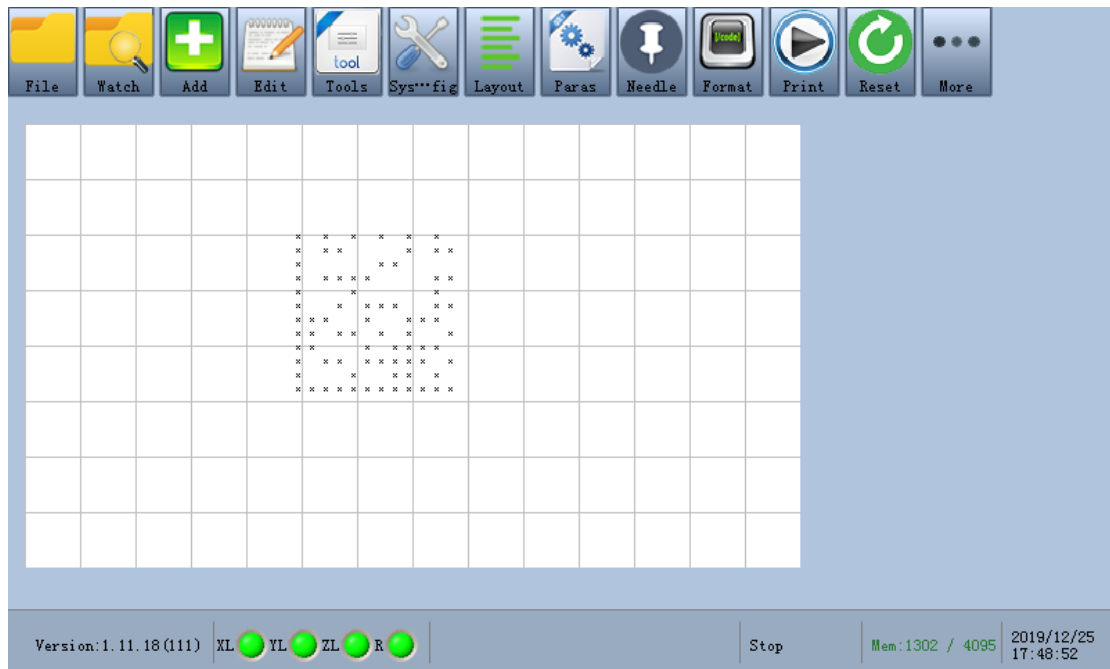 File Watch Add Edit Tools Sys···fig Layout Paras Needle Format Print Reset More
tool
[/code]
Version:1.11.18(111) XL YL ZL R Stop Mem:1302 / 4095 2019/12/25
17:48:52